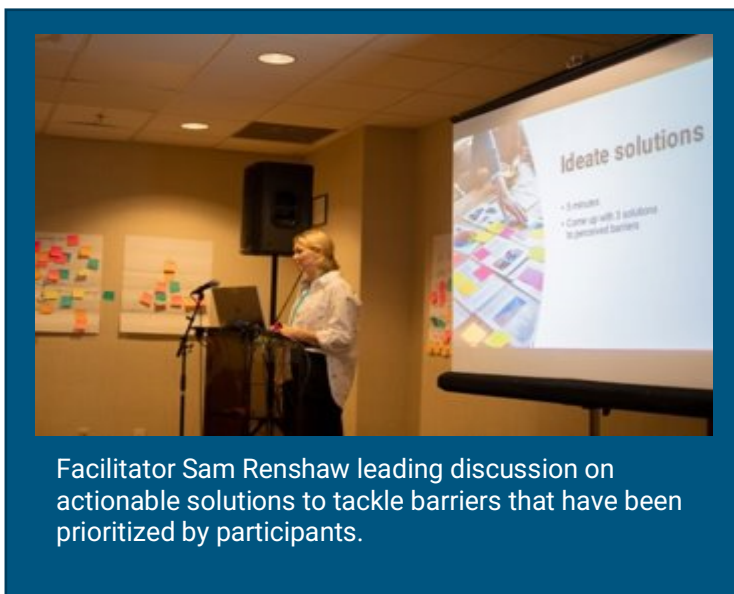 Ideate solutions
• 5 minutes
• Come up with 3 solutions
to perceived barriers
Facilitator Sam Renshaw leading discussion on
actionable solutions to tackle barriers that have been
prioritized by participants.